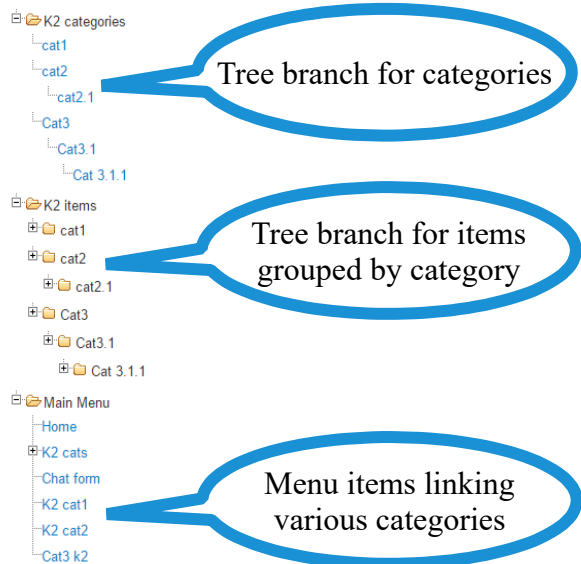 K2 categories
cat1
cat2
cat2.1
Cat3
Cat3.1
Cat 3.1.1
Tree branch for categories
K2 items
cat1
cat2
cat2.1
Cat3
Cat3.1
Cat 3.1.1
Tree branch for items
grouped by category
Main Menu
Home
K2 cats
Chat form
K2 cat1
K2 cat2
Cat3 k2
Menu items linking
various categories